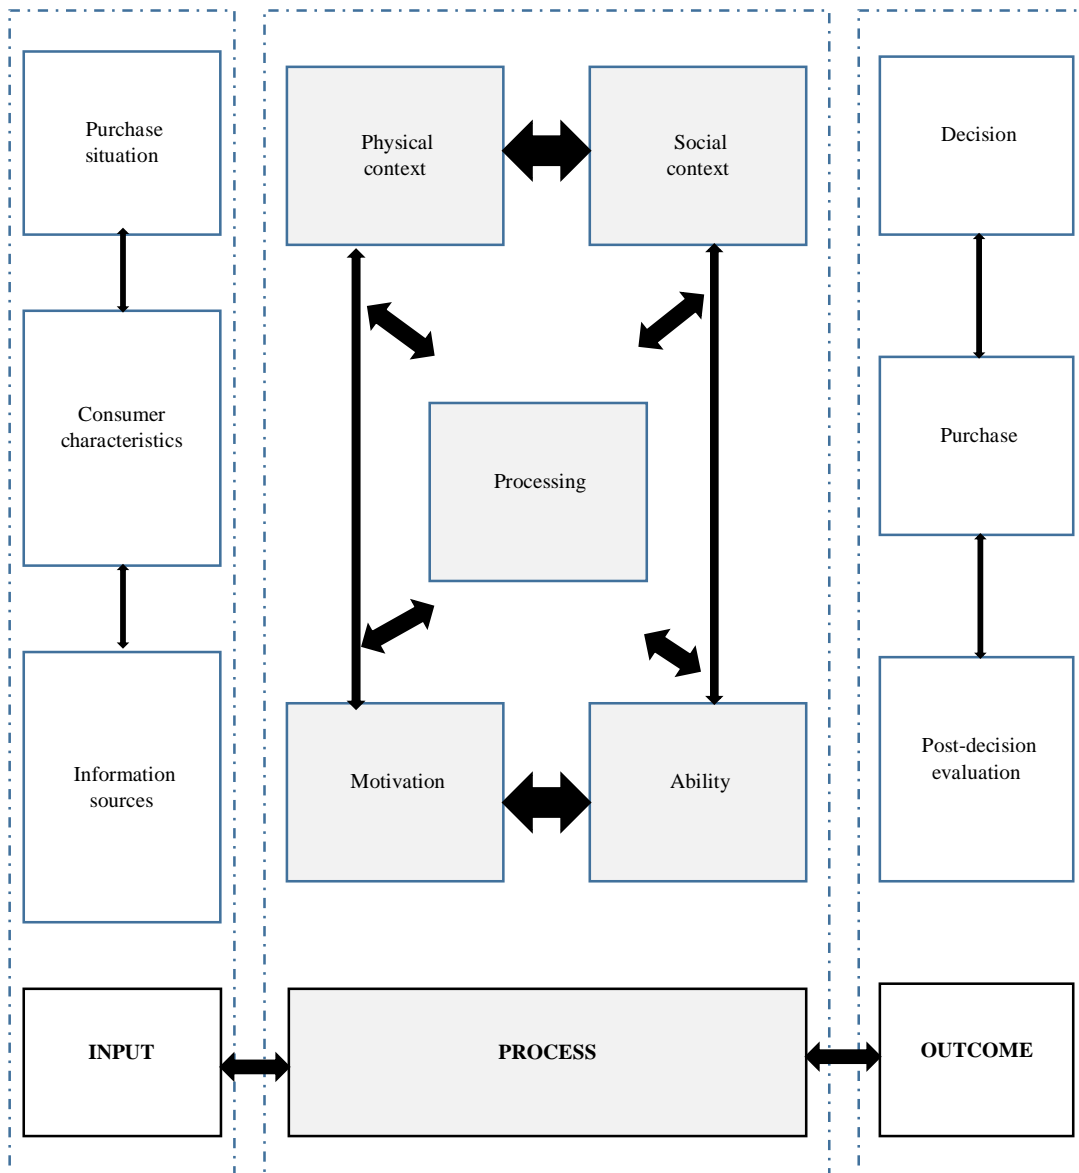 Purchase
situation
Consumer
characteristics
Information
sources
INPUT
Physical
context
Social
context
Processing
Motivation
Ability
PROCESS
Decision
Purchase
Post-decision
evaluation
OUTCOME